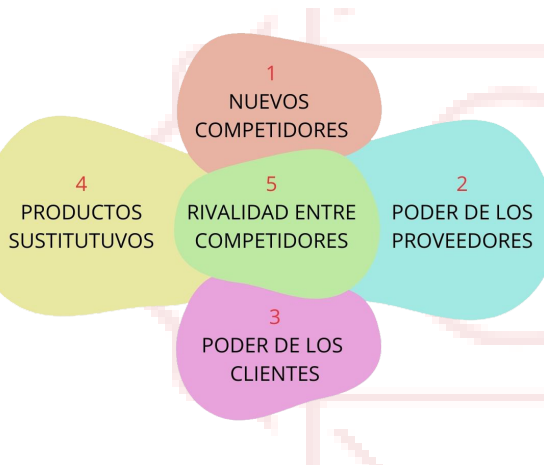 1
NUEVOS
COMPETIDORES
4
PRODUCTOS
SUSTITUTUVOS
5
RIVALIDAD ENTRE
COMPETIDORES
2
PODER DE LOS
PROVEEDORES
3
PODER DE LOS
CLIENTES